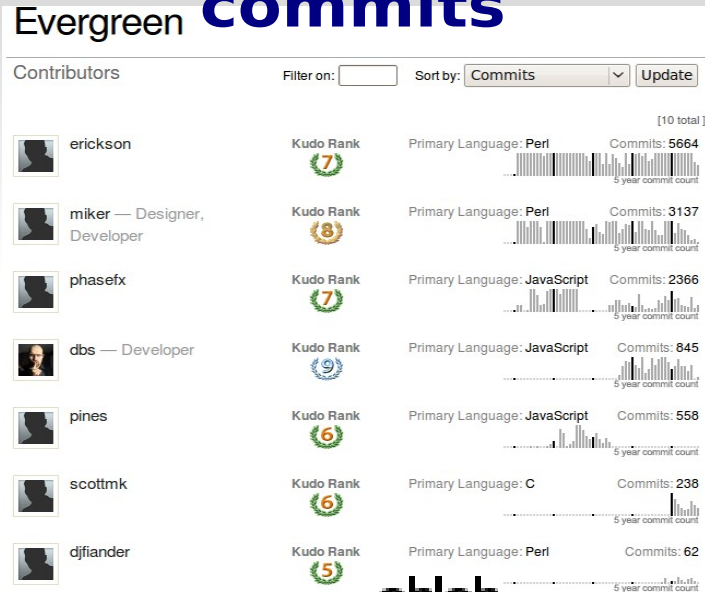 commits
Evergreen
Contributors Filter on: Sort by: Commits Update
[10 total]
erickson Kudo Rank Primary Language: Perl Commits: 5664
7
5 year commit count
miker — Designer, Kudo Rank Primary Language: Perl Commits: 3137
Developer 8
5 year commit count
phasefx Kudo Rank Primary Language: JavaScript Commits: 2366
7
5 year commit count
dbs — Developer Kudo Rank Primary Language: JavaScript Commits: 845
9
5 year commit count
pines Kudo Rank Primary Language: JavaScript Commits: 558
6
5 year commit count
scottmk Kudo Rank Primary Language: C Commits: 238
6
5 year commit count
djfiander Kudo Rank Primary Language: Perl Commits: 62
5
5 year commit count